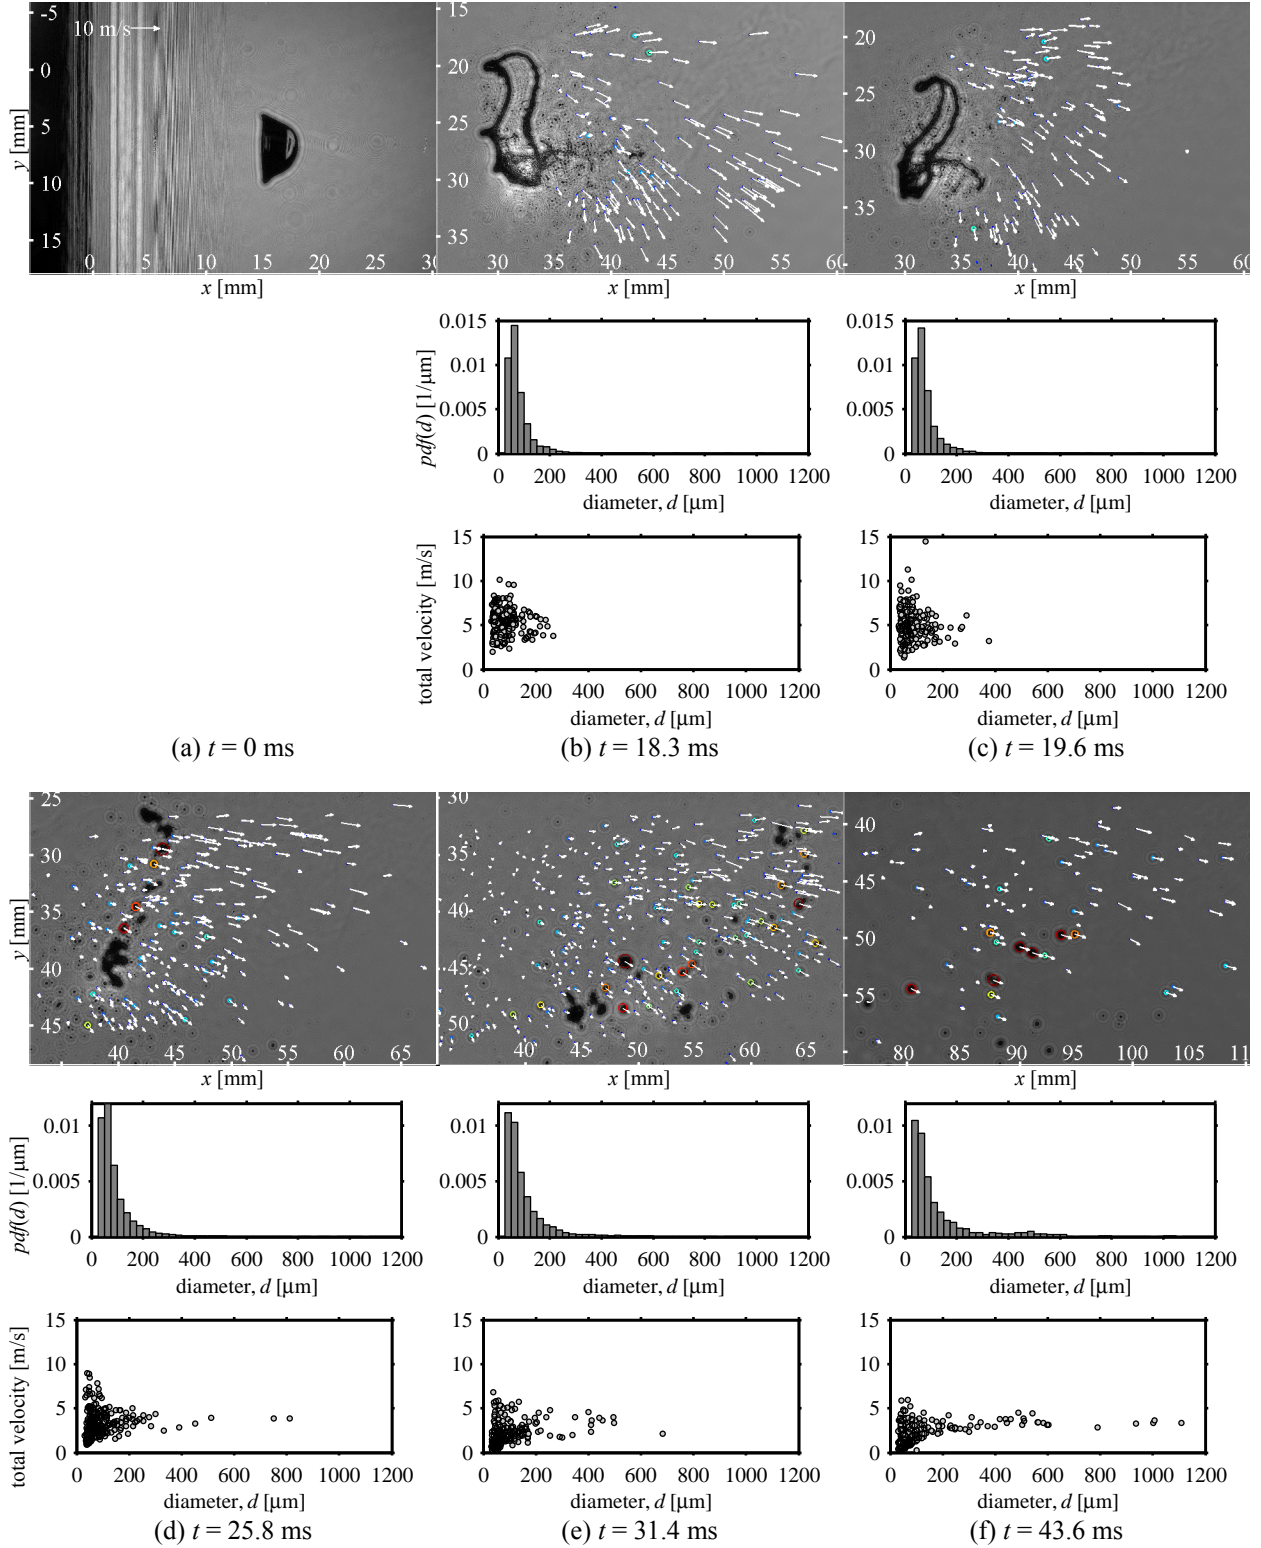 -5 10 m/s
0
5
10
15
y [mm]
0 5 10 15 20 25 30
x [mm]
15
20
25
30
35
30 35 40 45 50 55 60
x [mm]
20
25
30
35
30 35 40 45 50 55 60
x [mm]
0.015
0.01
0.005
0
pdf(d) [1/μm]
0 200 400 600 800 1000 1200
diameter, d [μm]
0.015
0.01
0.005
0
0 200 400 600 800 1000 1200
diameter, d [μm]
15
10
5
0
total velocity [m/s]
0 200 400 600 800 1000 1200
diameter, d [μm]
15
10
5
0
0 200 400 600 800 1000 1200
diameter, d [μm]
(a) t = 0 ms
(b) t = 18.3 ms
(c) t = 19.6 ms
25
30
35
40
45
y [mm]
40 45 50 55 60 65
x [mm]
30
35
40
45
50
40 45 50 55 60 65
x [mm]
40
45
50
55
80 85 90 95 100 105 11
x [mm]
0.01
0.005
0
pdf(d) [1/μm]
0 200 400 600 800 1000 1200
diameter, d [μm]
0.01
0.005
0
0 200 400 600 800 1000 1200
diameter, d [μm]
0.01
0.005
0
0 200 400 600 800 1000 1200
diameter, d [μm]
15
10
5
0
total velocity [m/s]
0 200 400 600 800 1000 1200
diameter, d [μm]
15
10
5
0
0 200 400 600 800 1000 1200
diameter, d [μm]
15
10
5
0
0 200 400 600 800 1000 1200
diameter, d [μm]
(d) t = 25.8 ms
(e) t = 31.4 ms
(f) t = 43.6 ms